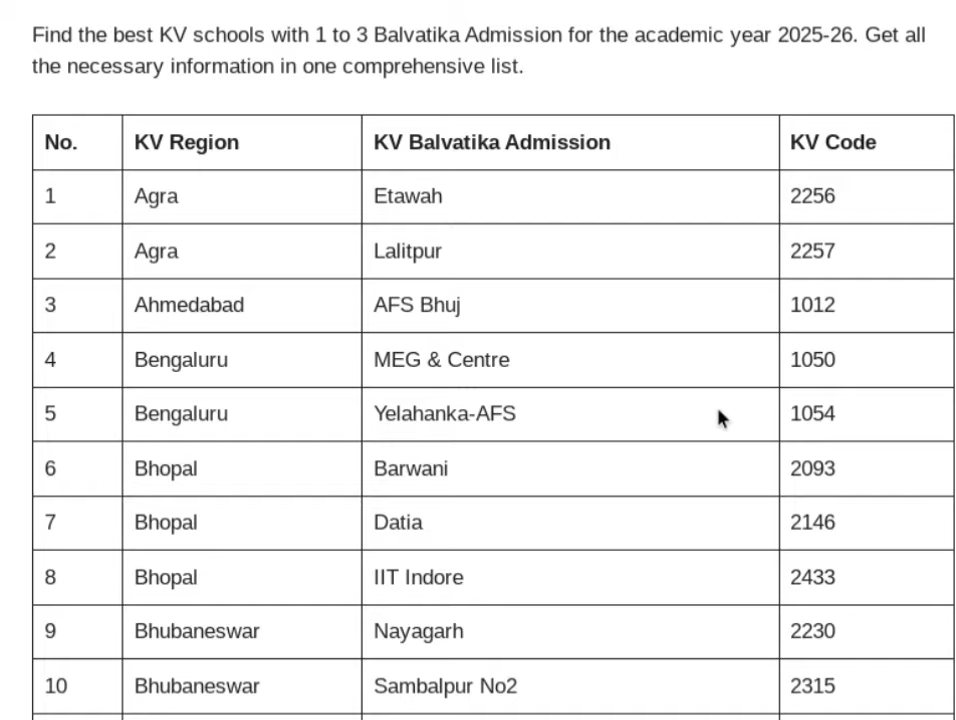 Find the best KV schools with 1 to 3 Balvatika Admission for the academic year 2025-26. Get all
the necessary information in one comprehensive list.
No. KV Region KV Balvatika Admission KV Code
1 Agra Etawah 2256
2 Agra Lalitpur 2257
3 Ahmedabad AFS Bhuj 1012
4 Bengaluru MEG & Centre 1050
5 Bengaluru Yelahanka-AFS 1054
6 Bhopal Barwani 2093
7 Bhopal Datia 2146
8 Bhopal IIT Indore 2433
9 Bhubaneswar Nayagarh 2230
10 Bhubaneswar Sambalpur No2 2315